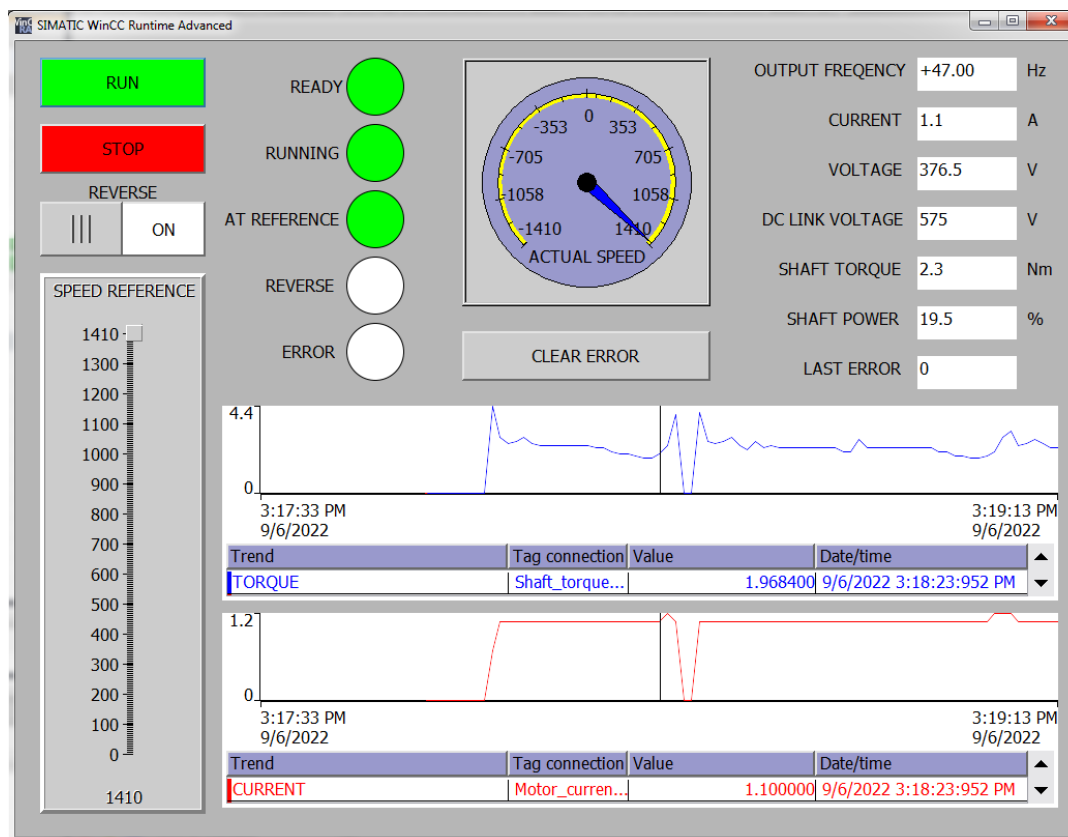 SIMATIC WinCC Runtime Advanced
RUN
STOP
REVERSE
ON
READY
RUNNING
AT REFERENCE
REVERSE
ERROR
0
-353 353
-705 705
-1058 1058
-1410 1410
ACTUAL SPEED
CLEAR ERROR
OUTPUT FREQENCY +47.00 Hz
CURRENT 1.1 A
VOLTAGE 376.5 V
DC LINK VOLTAGE 575 V
SHAFT TORQUE 2.3 Nm
SHAFT POWER 19.5 %
LAST ERROR 0
SPEED REFERENCE
1410
1300
1200
1100
1000
900
800
700
600
500
400
300
200
100
0
1410
4.4
0
3:17:33 PM 3:19:13 PM
9/6/2022 9/6/2022
Trend Tag connection Value Date/time
TORQUE Shaft_torque... 1.968400 9/6/2022 3:18:23:952 PM
1.2
0
3:17:33 PM 3:19:13 PM
9/6/2022 9/6/2022
Trend Tag connection Value Date/time
CURRENT Motor_curren... 1.100000 9/6/2022 3:18:23:952 PM